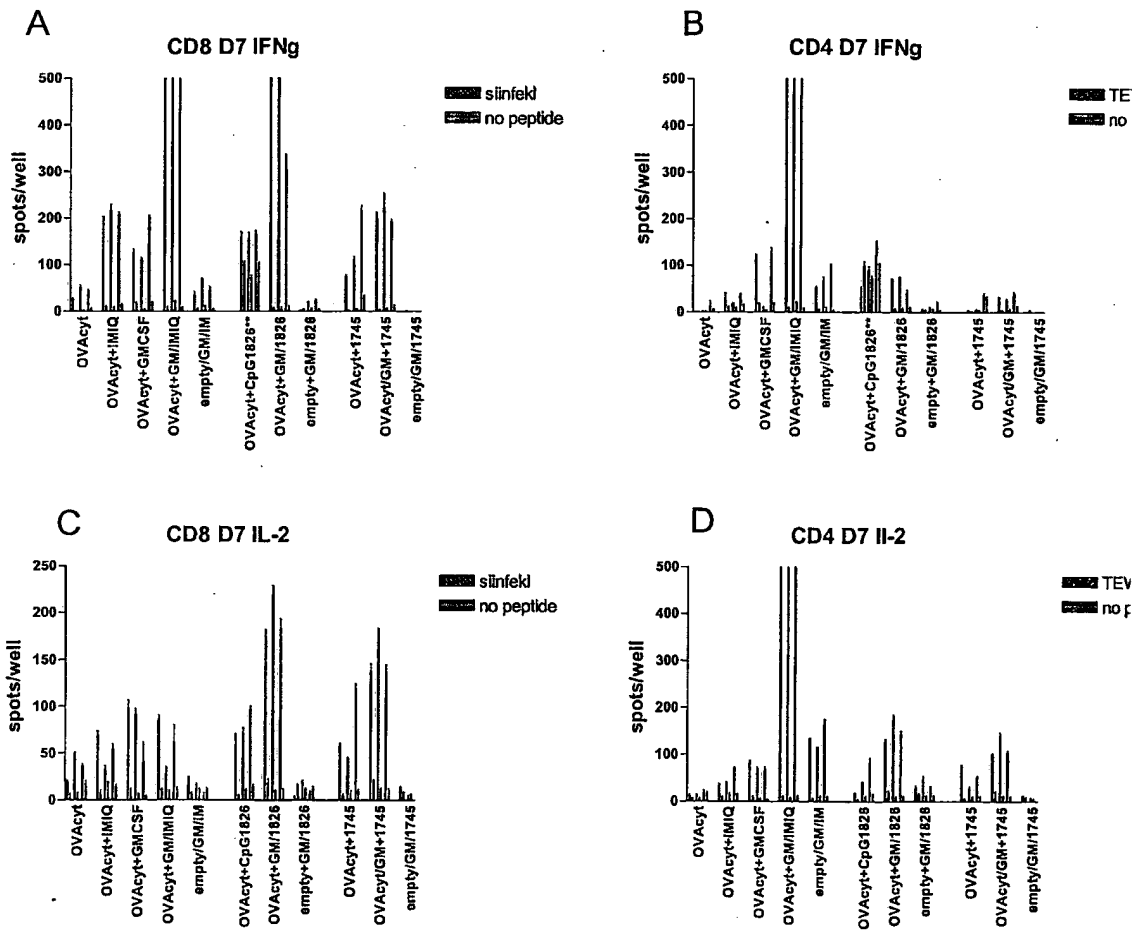 A
CD8 D7 IFNg
500
400
300
200
100
0
spots/well
siinfekl
no peptide
OVAcyt
OVAcyt+IMIQ
OVAcyt+GMCSF
OVAcyt+GM/IMIQ
empty/GM/IM
OVAcyt+CpG1826**
OVAcyt+GM/1826
empty+GM/1826
OVAcyt+1745
OVAcyt/GM+1745
empty/GM/1745
B
CD4 D7 IFNg
500
400
300
200
100
0
spots/well
TE
no
OVAcyt
OVAcyt+IMIQ
OVAcyt+GMCSF
OVAcyt+GM/IMIQ
empty/GM/IM
OVAcyt+CpG1826**
OVAcyt+GM/1826
empty+GM/1826
OVAcyt+1745
OVAcyt/GM+1745
empty/GM/1745
C
CD8 D7 IL-2
250
200
150
100
50
0
spots/well
siinfekl
no peptide
OVAcyt
OVAcyt+IMIQ
OVAcyt+GMCSF
OVAcyt+GM/IMIQ
empty/GM/IM
OVAcyt+CpG1826
OVAcyt+GM/1826
empty+GM/1826
OVAcyt+1745
OVAcyt/GM+1745
empty/GM/1745
D
CD4 D7 Il-2
500
400
300
200
100
0
spots/well
TEV
no p
OVAcyt
OVAcyt+IMIQ
OVAcyt+GMCSF
OVAcyt+GM/IMIQ
empty/GM/IM
OVAcyt+CpG1826
OVAcyt+GM/1826
empty+GM/1826
OVAcyt+1745
OVAcyt/GM+1745
empty/GM/1745